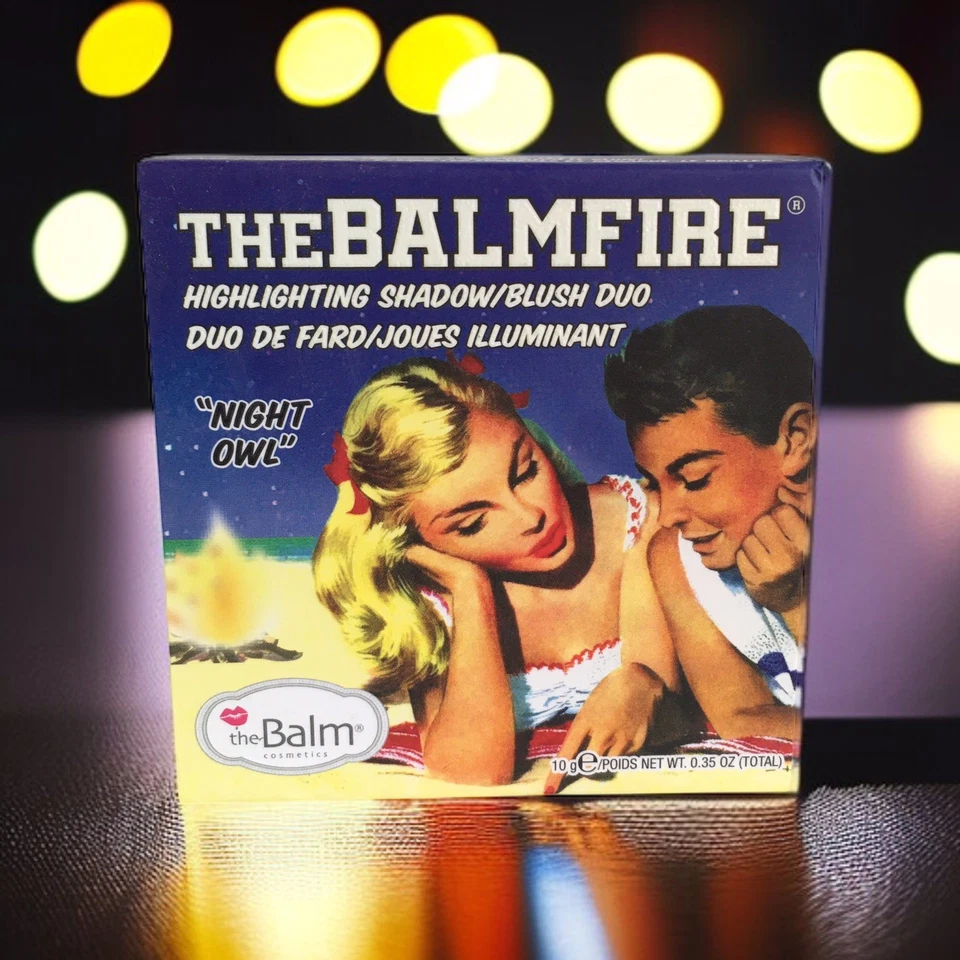 THEBALMFIRE®
HIGHLIGHTING SHADOW/BLUSH DUO
DUO DE FARD/JOUES ILLUMINANT
"NIGHT
OWL"
theBalm®
cosmetics
10 g℮/POIDS NET WT. 0.35 OZ (TOTAL)